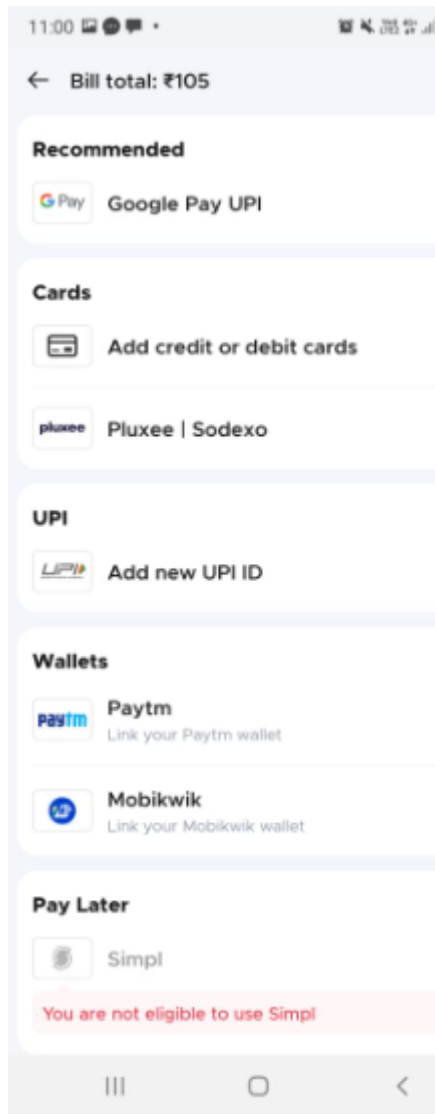 11:00
Bill total: ₹105
Recommended
G Pay Google Pay UPI
Cards
Add credit or debit cards
pluxee Pluxee | Sodexo
UPI
UPI Add new UPI ID
Wallets
paytm Paytm
Link your Paytm wallet
Mobikwik
Link your Mobikwik wallet
Pay Later
Simpl
You are not eligible to use Simpl